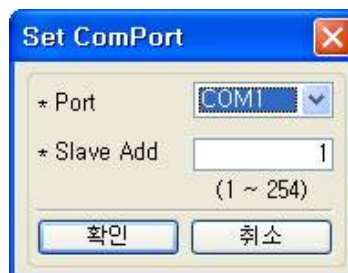 Set ComPort
* Port COM1
* Slave Add 1
(1 ~ 254)
확인 취소